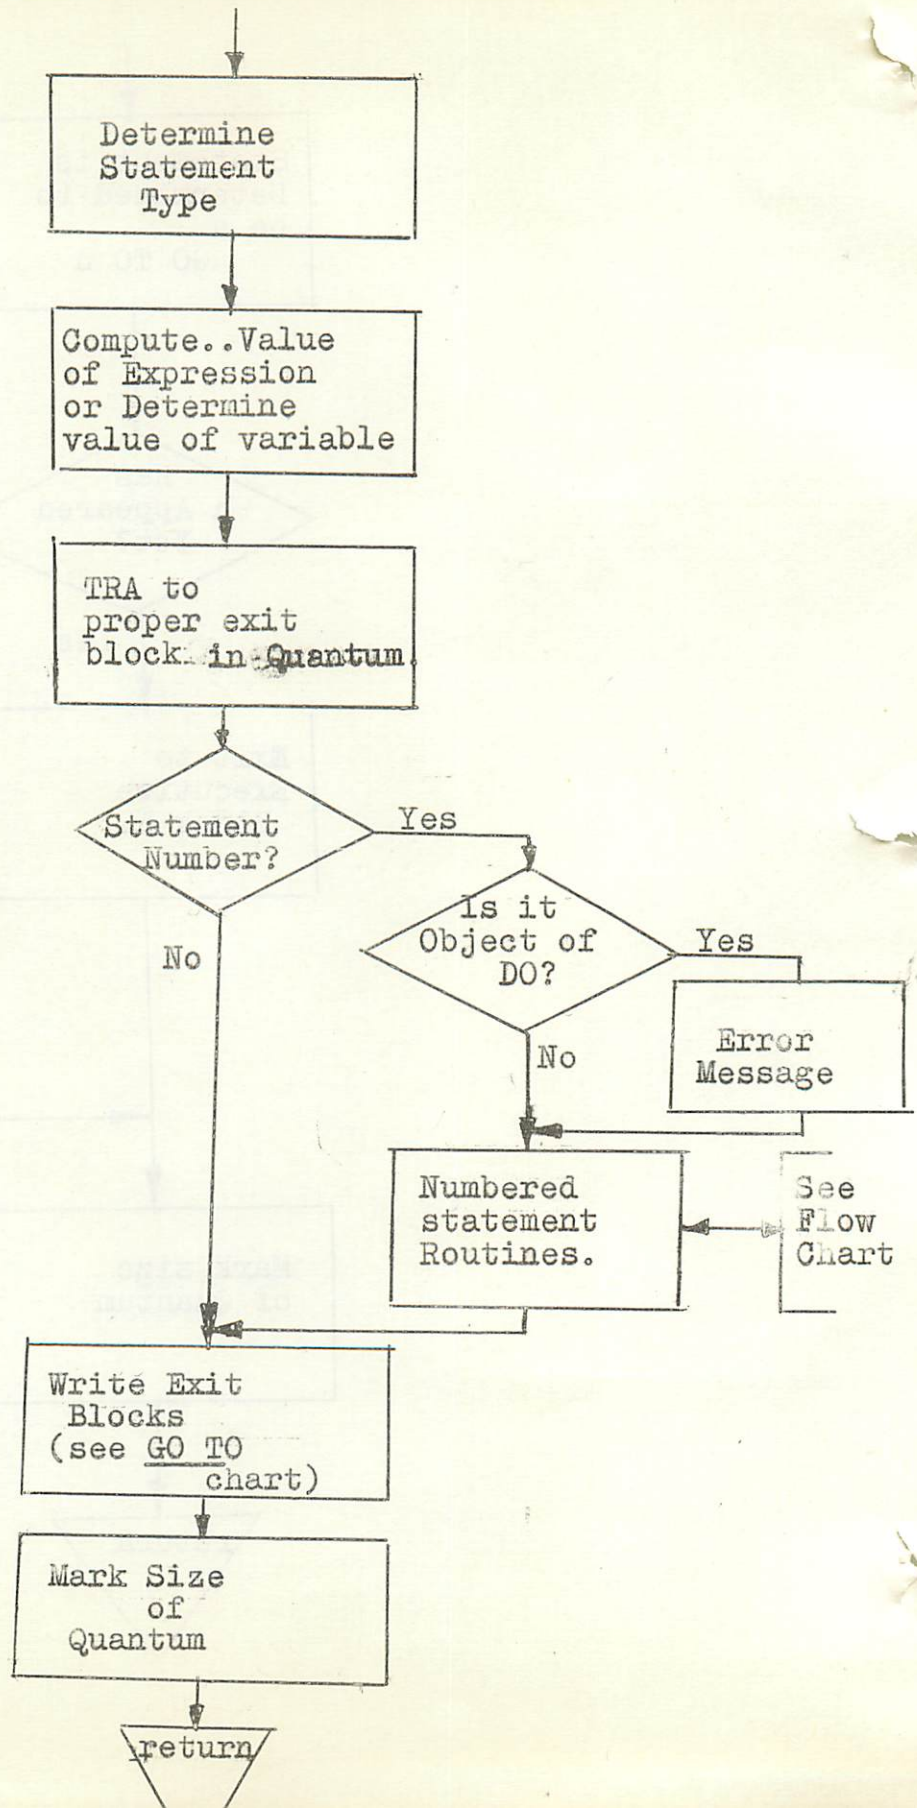 Determine
Statement
Type
Compute..Value
of Expression
or Determine
value of variable
TRA to
proper exit
block in Quantum
Statement
Number?
Yes
No
Is it
Object of
DO?
Yes
No
Error
Message
Numbered
statement
Routines.
See
Flow
Chart
Write Exit
Blocks
(see GO TO
chart)
Mark Size
of
Quantum
return